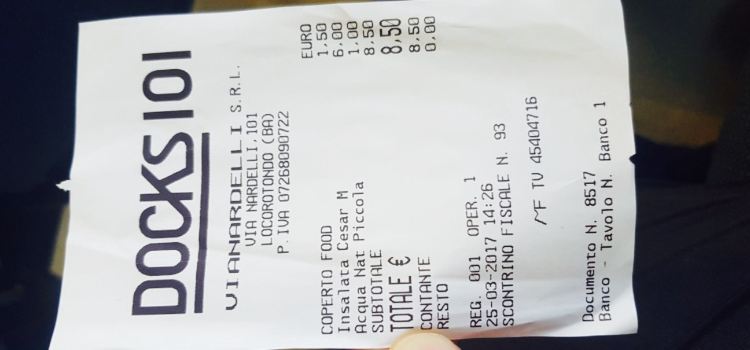 DOCKS101
VIANARDELLI S.R.L.
VIA NARDELLI,101
LOCOROTONDO (BA)
P.IVA 07268090722
EURO
COPERTO FOOD 1,50
Insalata Cesar M 6,00
Acqua Nat Piccola 1,00
SUBTOTALE 8,50
TOTALE € 8,50
CONTANTE 8,50
RESTO 0,00
REG. 001 OPER. 1
25-03-2017 14:26
SCONTRINO FISCALE N. 93
MF TU 45404716
Documento N. 8517
Banco - Tavolo N. Banco 1